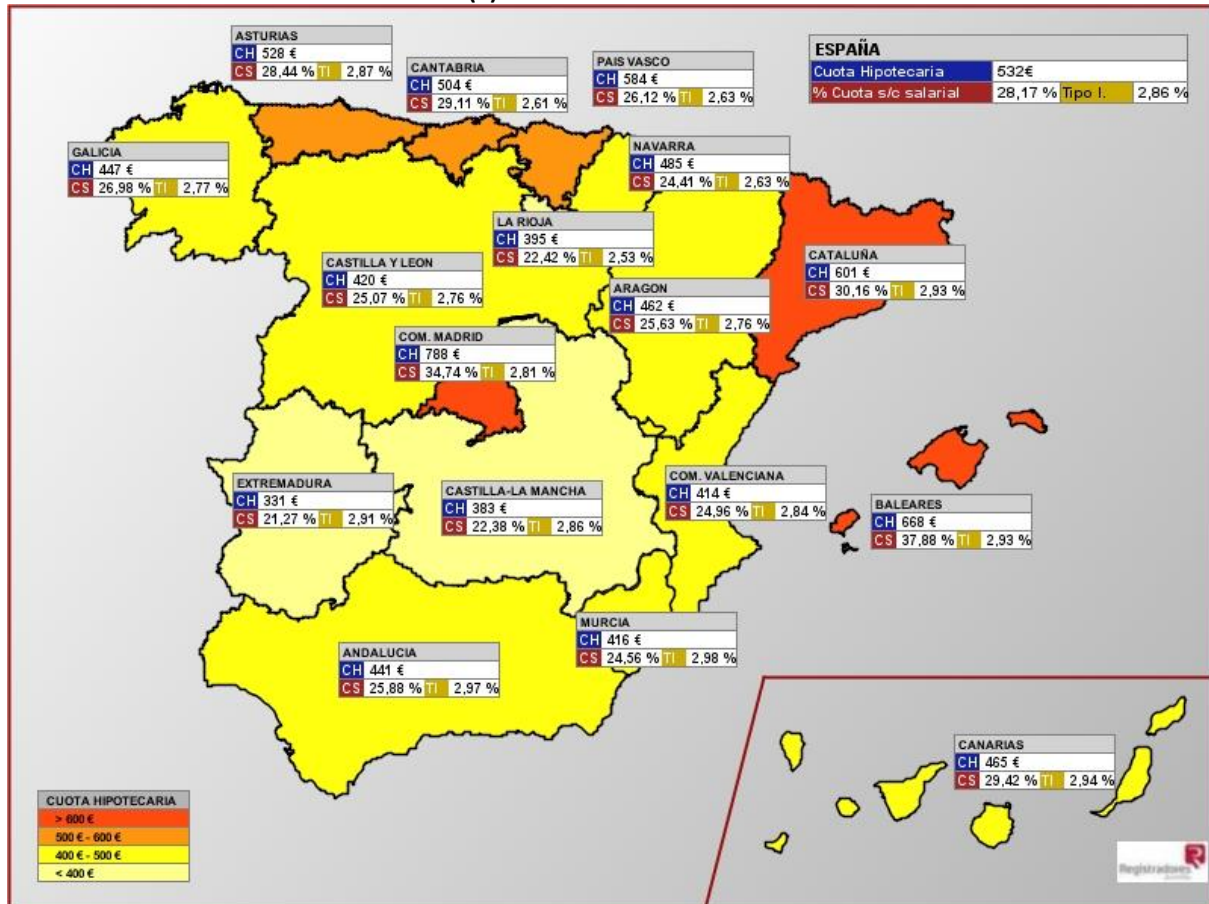 ASTURIAS
CH 528 €
CS 28,44 % TI 2,87 %
CANTABRIA
CH 504 €
CS 29,11 % TI 2,61 %
PAIS VASCO
CH 584 €
CS 26,12 % TI 2,63 %
ESPAÑA
Cuota Hipotecaria 532€
% Cuota s/c salarial 28,17 % Tipo I. 2,86 %
GALICIA
CH 447 €
CS 26,98 % TI 2,77 %
NAVARRA
CH 485 €
CS 24,41 % TI 2,63 %
LA RIOJA
CH 395 €
CS 22,42 % TI 2,53 %
CASTILLA Y LEON
CH 420 €
CS 25,07 % TI 2,76 %
CATALUÑA
CH 601 €
CS 30,16 % TI 2,93 %
ARAGON
CH 462 €
CS 25,63 % TI 2,76 %
COM. MADRID
CH 788 €
CS 34,74 % TI 2,81 %
EXTREMADURA
CH 331 €
CS 21,27 % TI 2,91 %
CASTILLA-LA MANCHA
CH 383 €
CS 22,38 % TI 2,86 %
COM. VALENCIANA
CH 414 €
CS 24,96 % TI 2,84 %
BALEARES
CH 668 €
CS 37,88 % TI 2,93 %
MURCIA
CH 416 €
CS 24,56 % TI 2,98 %
ANDALUCIA
CH 441 €
CS 25,88 % TI 2,97 %
CANARIAS
CH 465 €
CS 29,42 % TI 2,94 %
CUOTA HIPOTECARIA
> 600 €
500 € - 600 €
400 € - 500 €
< 400 €
Registradores